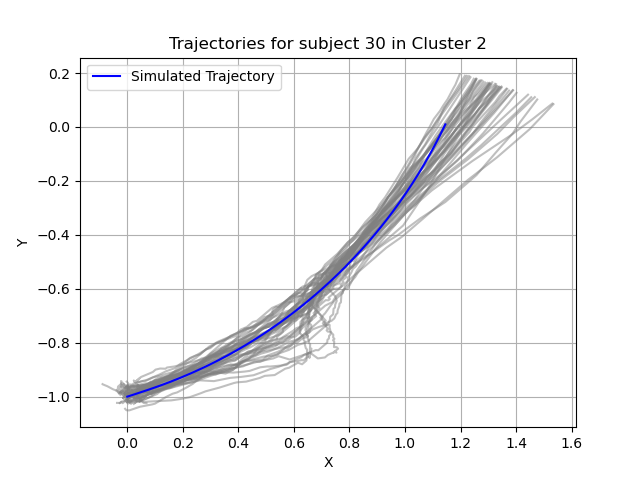 Trajectories for subject 30 in Cluster 2
Simulated Trajectory
Y
0.2
0.0
−0.2
−0.4
−0.6
−0.8
−1.0
0.0 0.2 0.4 0.6 0.8 1.0 1.2 1.4 1.6
X